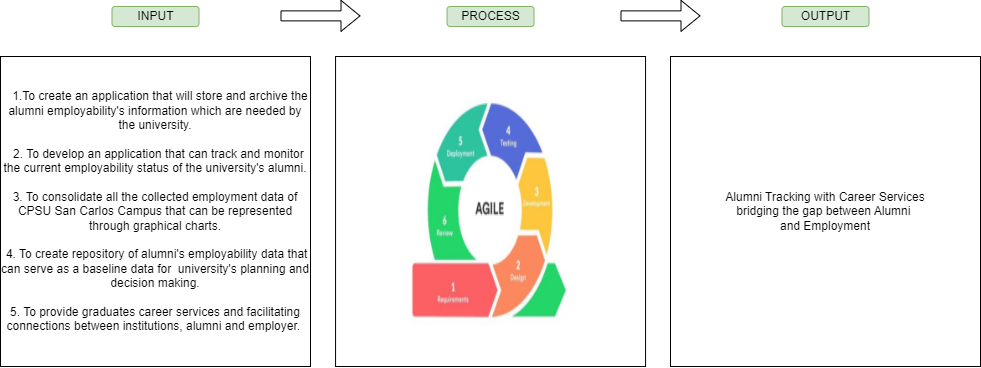 INPUT
PROCESS
OUTPUT
1.To create an application that will store and archive the
alumni employability's information which are needed by
the university.
2. To develop an application that can track and monitor
the current employability status of the university's alumni.
3. To consolidate all the collected employment data of
CPSU San Carlos Campus that can be represented
through graphical charts.
4. To create repository of alumni's employability data that
can serve as a baseline data for university's planning and
decision making.
5. To provide graduates career services and facilitating
connections between institutions, alumni and employer.
AGILE
1
Requirements
2
Design
3
Development
4
Testing
5
Deployment
6
Review
Alumni Tracking with Career Services
bridging the gap between Alumni
and Employment